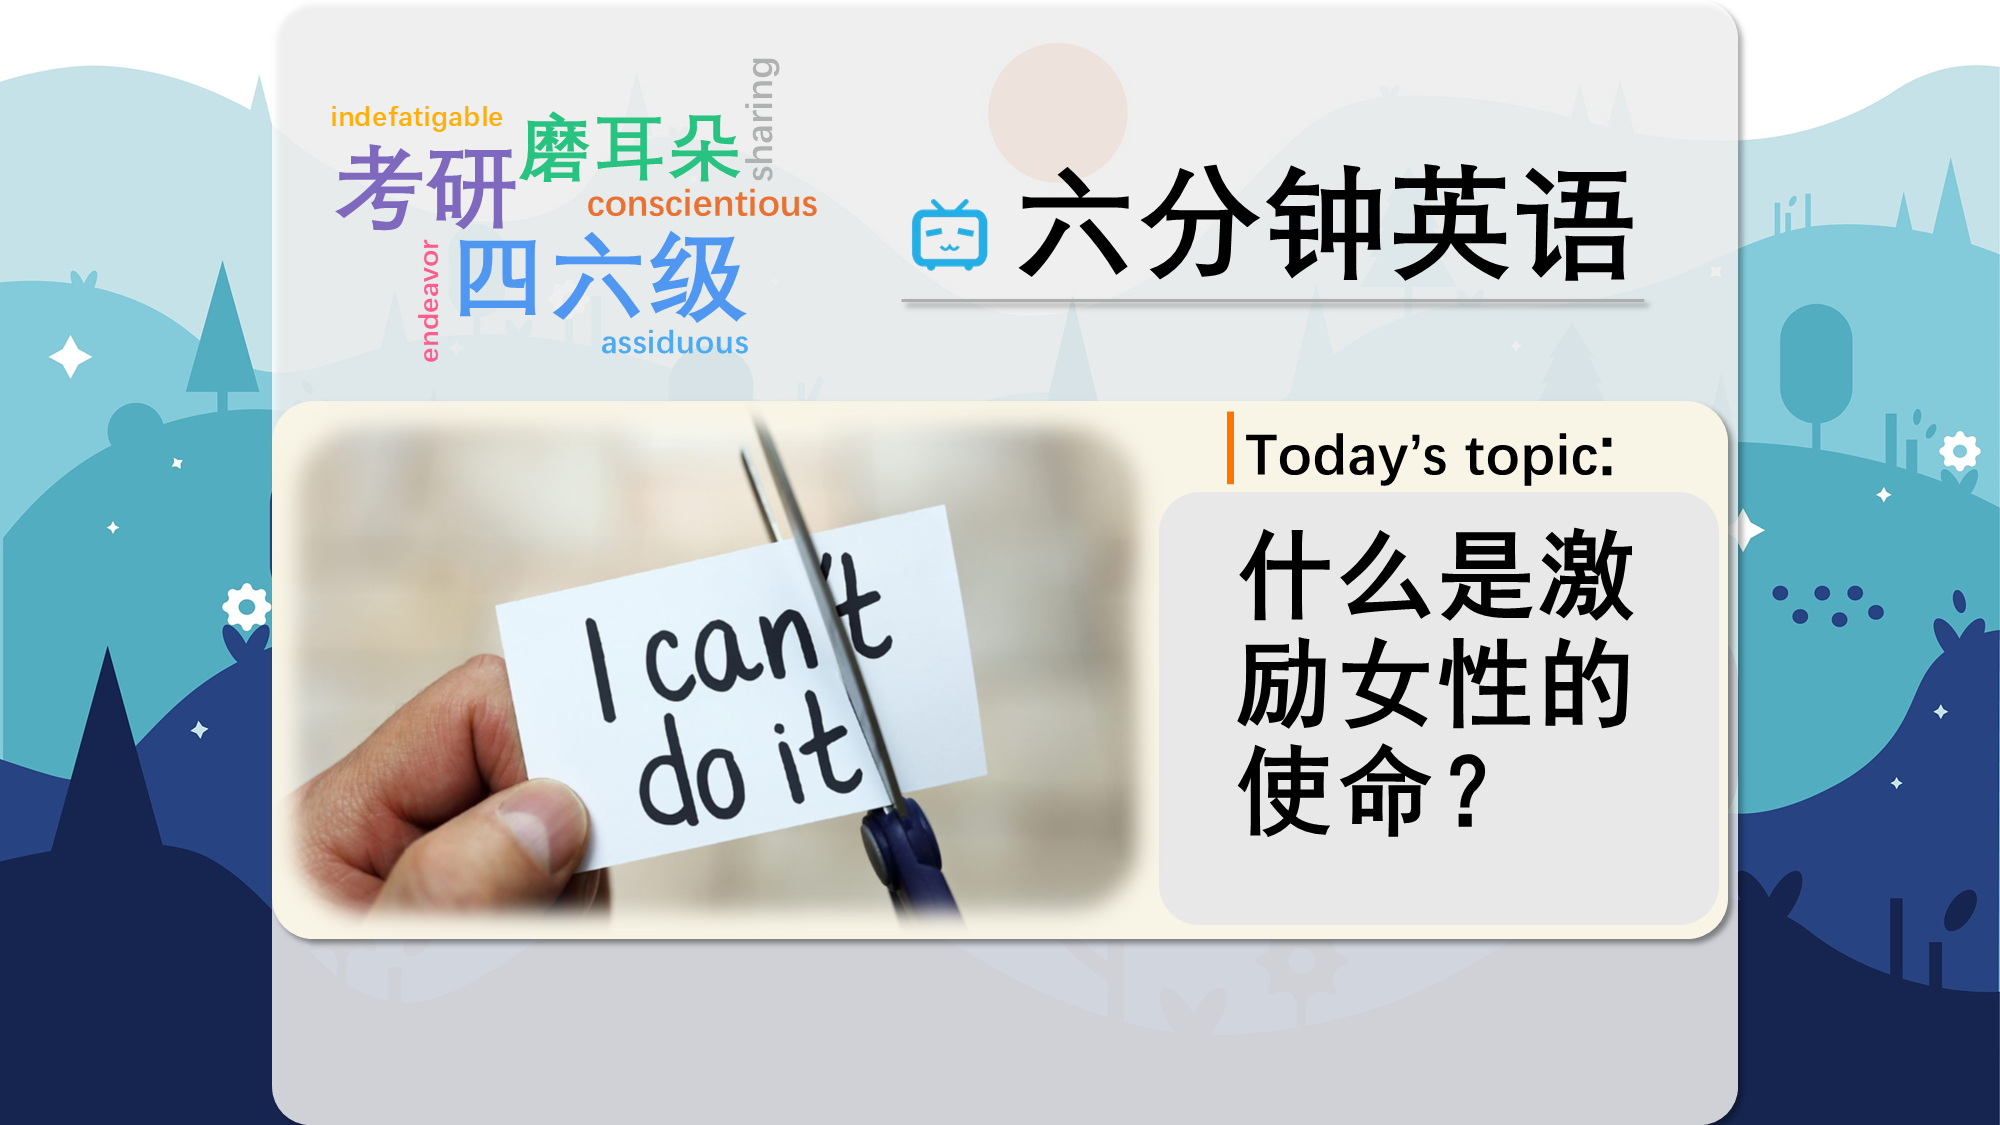 indefatigable
磨耳朵
sharing
考研
conscientious
endeavor
四六级
assiduous
六分钟英语
Today’s topic:
什么是激
励女性的
使命？
I can't
do it